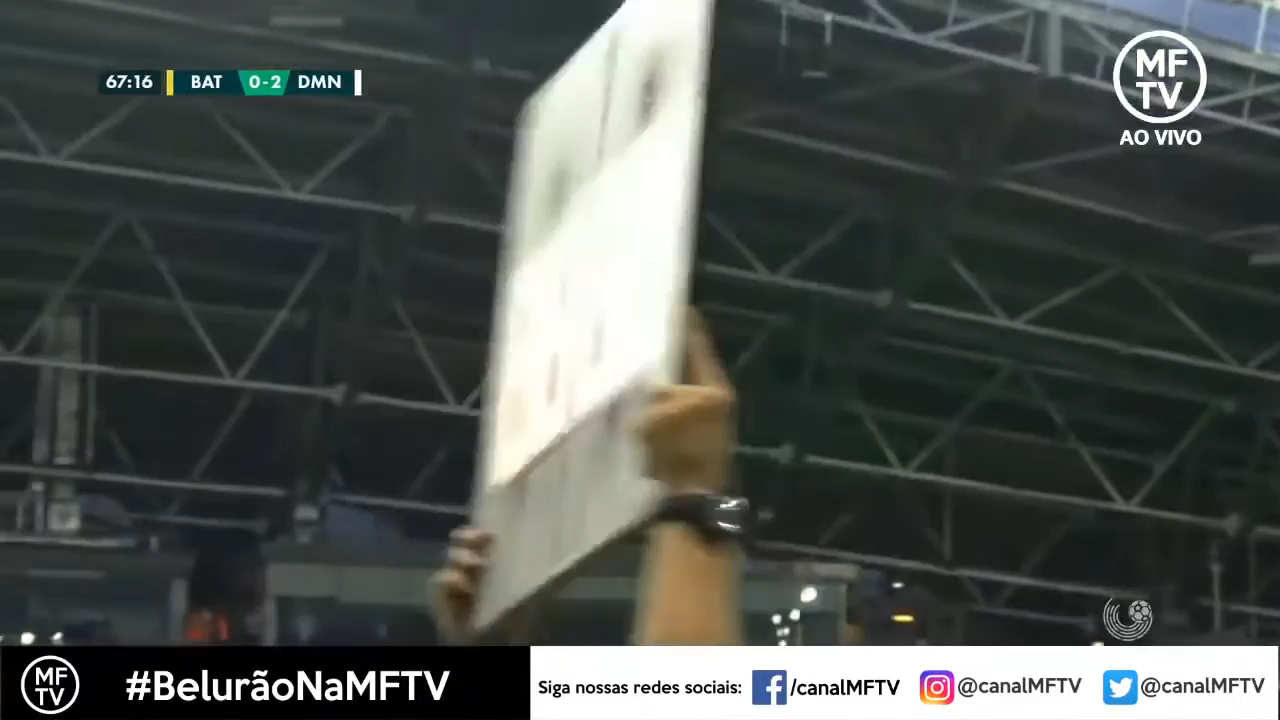 67:16 BAT 0-2 DMN
MF
TV
AO VIVO
MF
TV
#BelurãoNaMFTV
Siga nossas redes sociais: /canalMFTV @canalMFTV @canalMFTV